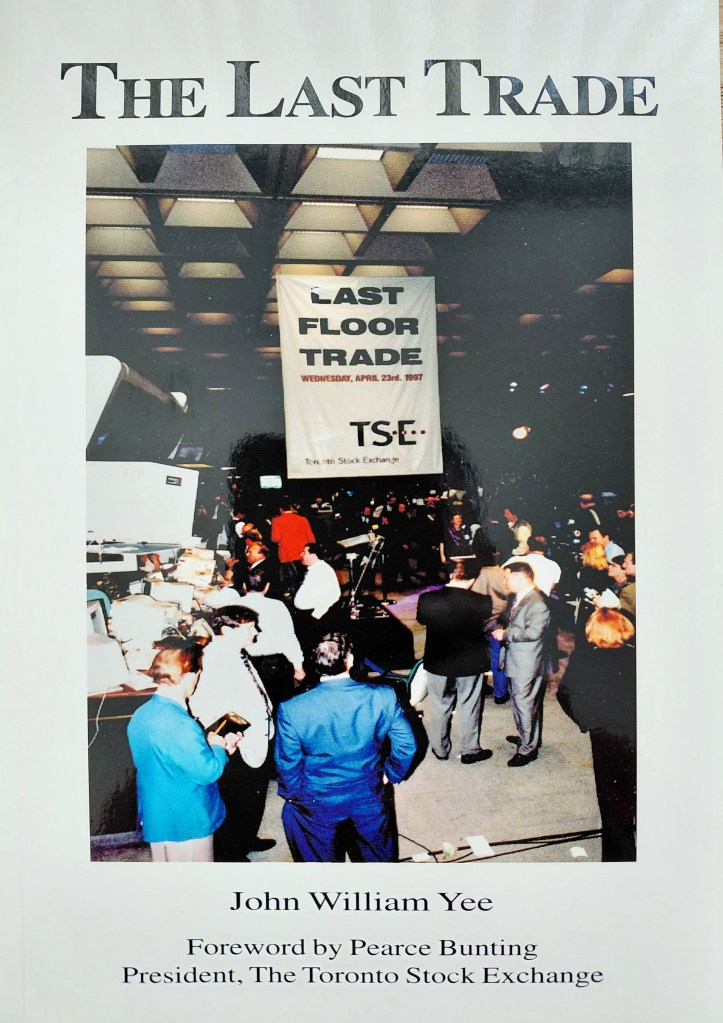 THE LAST TRADE
LAST
FLOOR
TRADE
WEDNESDAY, APRIL 23rd. 1997
TSE
Toronto Stock Exchange
John William Yee
Foreword by Pearce Bunting
President, The Toronto Stock Exchange